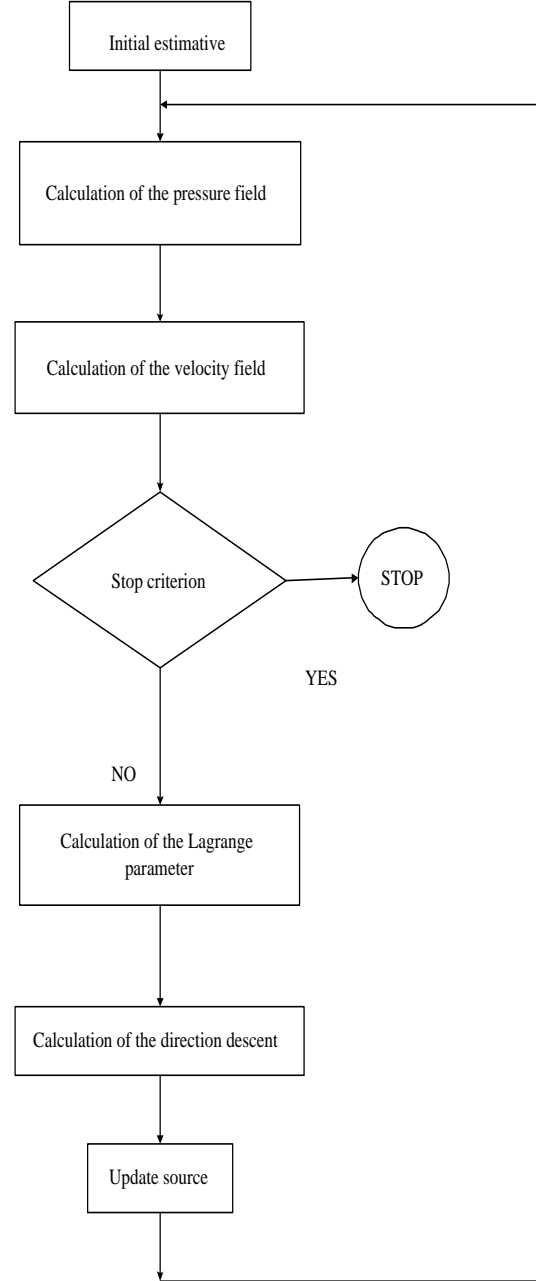 Initial estimative
Calculation of the pressure field
Calculation of the velocity field
Stop criterion
STOP
YES
NO
Calculation of the Lagrange
parameter
Calculation of the direction descent
Update source